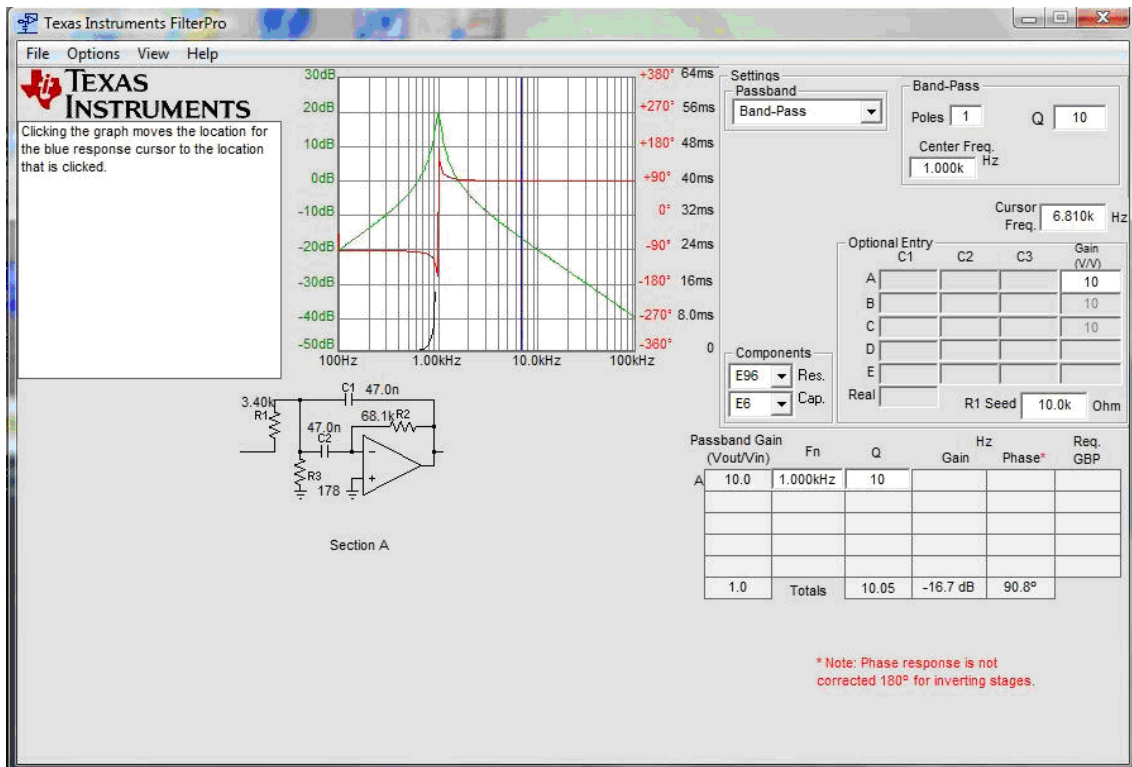 Texas Instruments FilterPro
File Options View Help
TEXAS
INSTRUMENTS
Clicking the graph moves the location for
the blue response cursor to the location
that is clicked.
30dB
20dB
10dB
0dB
-10dB
-20dB
-30dB
-40dB
-50dB
+380° 64ms
+270° 56ms
+180° 48ms
+90° 40ms
0° 32ms
-90° 24ms
-180° 16ms
-270° 8.0ms
-360° 0
100Hz 1.00kHz 10.0kHz 100kHz
Settings
Passband
Band-Pass
Band-Pass
Poles 1 Q 10
Center Freq.
1.000k Hz
Cursor
Freq. 6.810k Hz
Optional Entry
C1 C2 C3 Gain
(V/V)
A 10
B 10
C 10
D
E
Real
R1 Seed 10.0k Ohm
Components
E96 Res.
E6 Cap.
C1 47.0n
3.40k
R1
68.1k R2
47.0n
C2
R3
178
-
+
Section A
Passband Gain
(Vout/Vin) Fn Q Hz
Gain Phase* Req.
GBP
A 10.0 1.000kHz 10
1.0 Totals 10.05 -16.7 dB 90.8°
* Note: Phase response is not
corrected 180° for inverting stages.